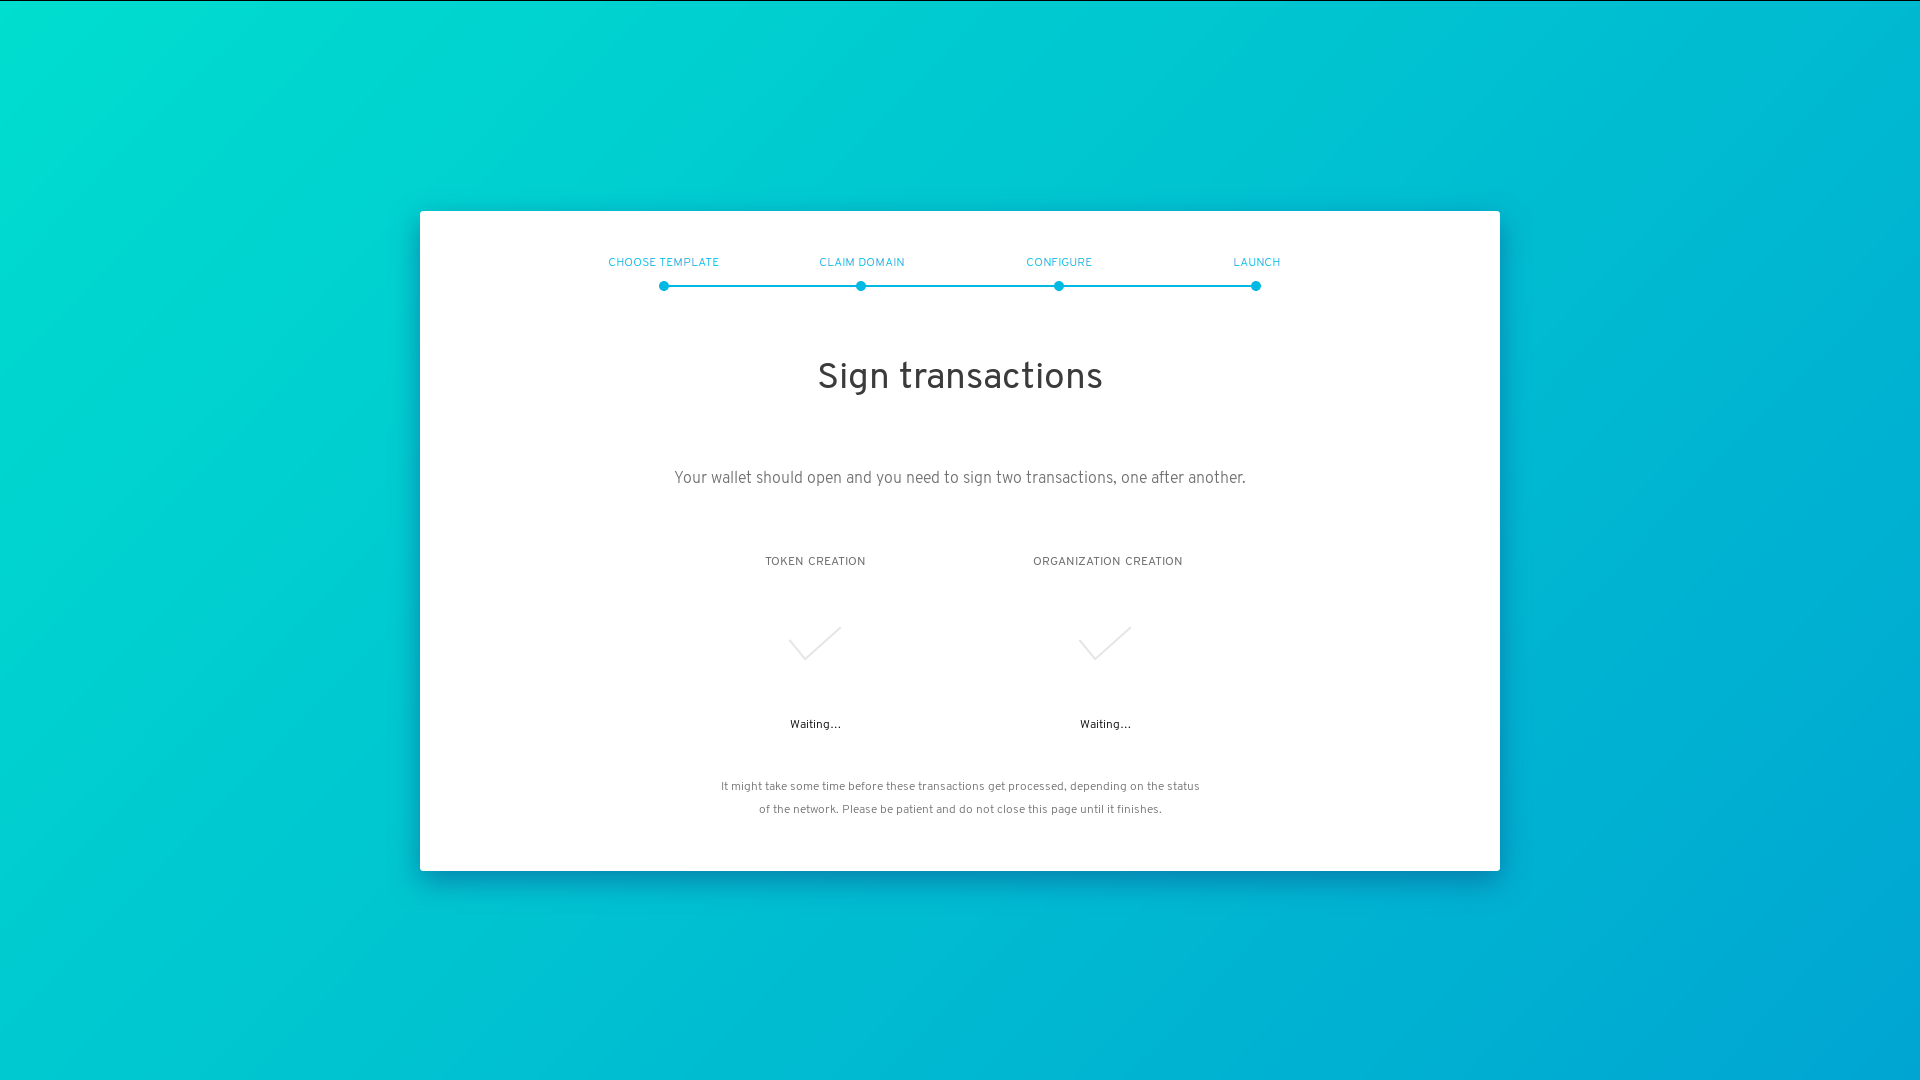 CHOOSE TEMPLATE CLAIM DOMAIN CONFIGURE LAUNCH
Sign transactions
Your wallet should open and you need to sign two transactions, one after another.
TOKEN CREATION ORGANIZATION CREATION
Waiting... Waiting...
It might take some time before these transactions get processed, depending on the status
of the network. Please be patient and do not close this page until it finishes.